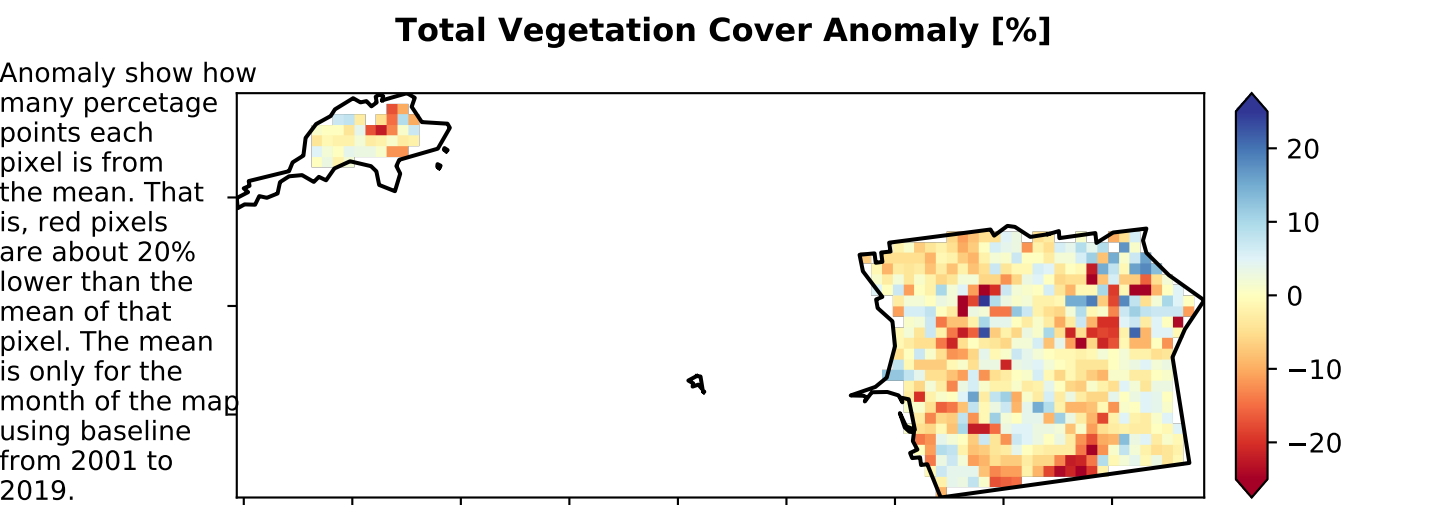 Total Vegetation Cover Anomaly [%]
Anomaly show how
many percetage
points each
pixel is from
the mean. That
is, red pixels
are about 20%
lower than the
mean of that
pixel. The mean
is only for the
month of the map
using baseline
from 2001 to
2019.
20
10
0
−10
−20